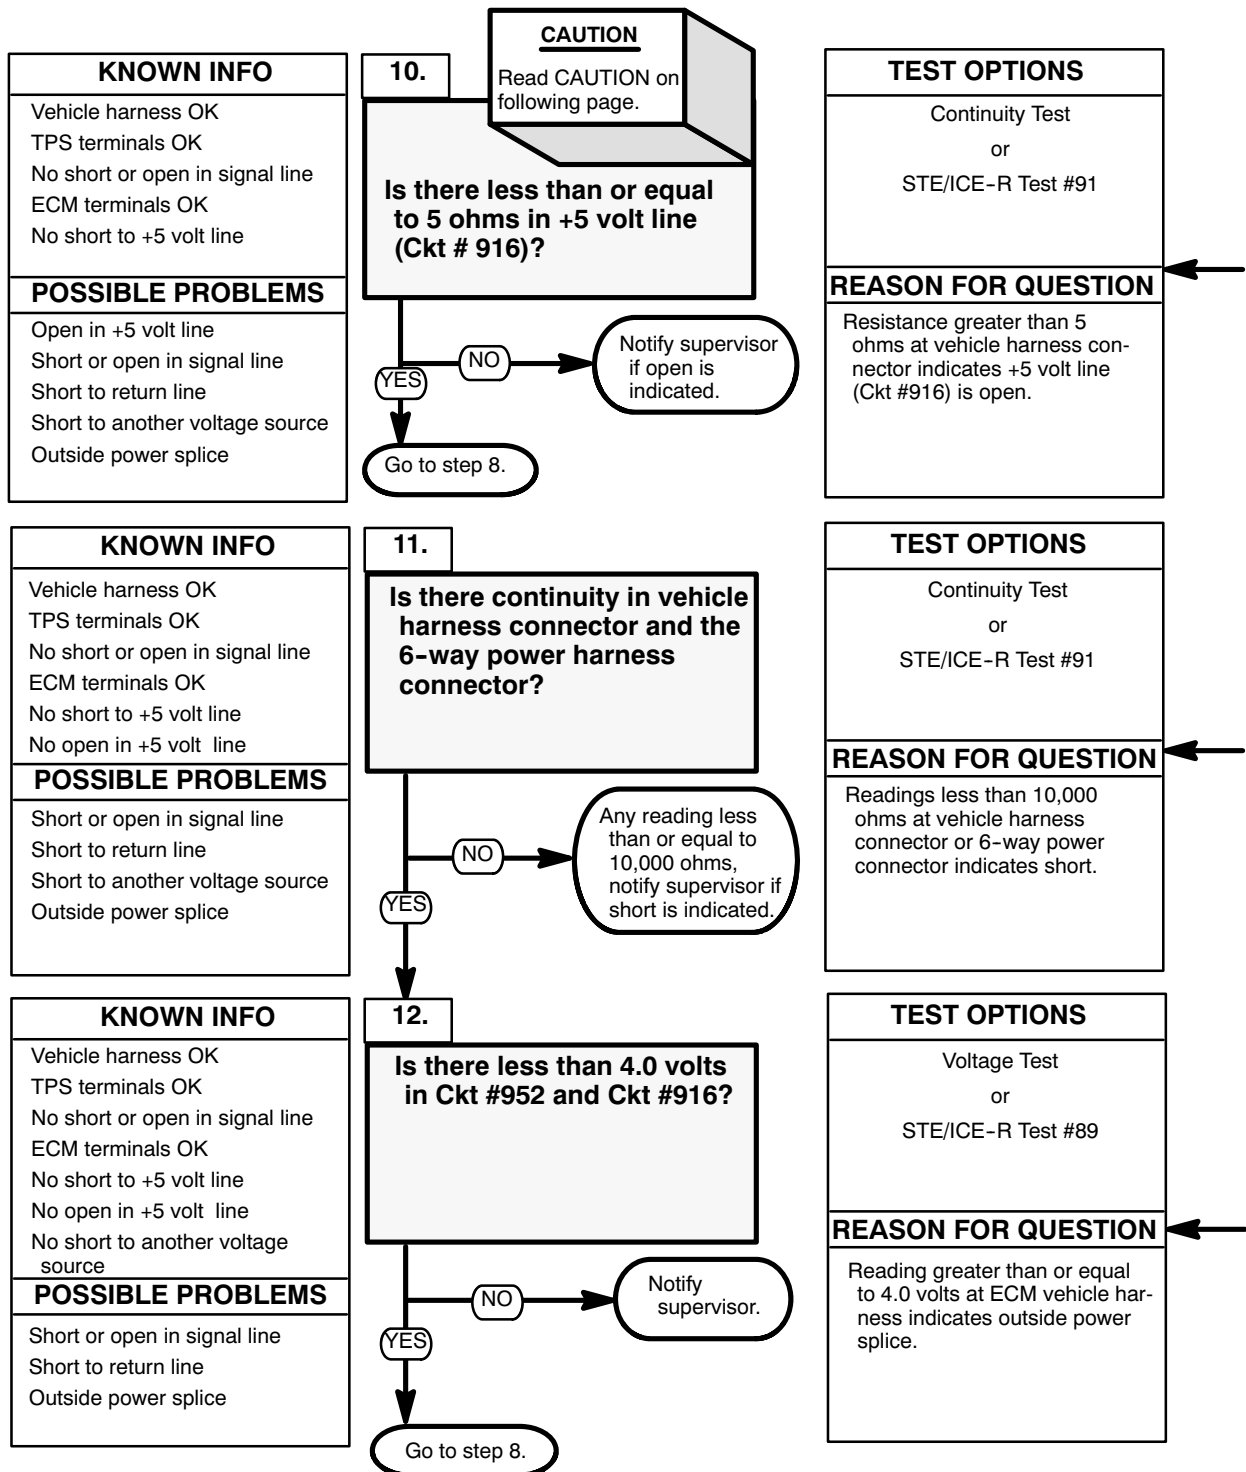 CAUTION
Read CAUTION on
following page.
KNOWN INFO
Vehicle harness OK
TPS terminals OK
No short or open in signal line
ECM terminals OK
No short to +5 volt line
POSSIBLE PROBLEMS
Open in +5 volt line
Short or open in signal line
Short to return line
Short to another voltage source
Outside power splice
10.
Is there less than or equal
to 5 ohms in +5 volt line
(Ckt # 916)?
NO
Notify supervisor
if open is
indicated.
YES
Go to step 8.
TEST OPTIONS
Continuity Test
or
STE/ICE-R Test #91
REASON FOR QUESTION
Resistance greater than 5
ohms at vehicle harness con-
nector indicates +5 volt line
(Ckt #916) is open.
KNOWN INFO
Vehicle harness OK
TPS terminals OK
No short or open in signal line
ECM terminals OK
No short to +5 volt line
No open in +5 volt line
POSSIBLE PROBLEMS
Short or open in signal line
Short to return line
Short to another voltage source
Outside power splice
11.
Is there continuity in vehicle
harness connector and the
6-way power harness
connector?
NO
Any reading less
than or equal to
10,000 ohms,
notify supervisor if
short is indicated.
YES
TEST OPTIONS
Continuity Test
or
STE/ICE-R Test #91
REASON FOR QUESTION
Readings less than 10,000
ohms at vehicle harness
connector or 6-way power
connector indicates short.
KNOWN INFO
Vehicle harness OK
TPS terminals OK
No short or open in signal line
ECM terminals OK
No short to +5 volt line
No open in +5 volt line
No short to another voltage
source
POSSIBLE PROBLEMS
Short or open in signal line
Short to return line
Outside power splice
12.
Is there less than 4.0 volts
in Ckt #952 and Ckt #916?
NO
Notify
supervisor.
YES
Go to step 8.
TEST OPTIONS
Voltage Test
or
STE/ICE-R Test #89
REASON FOR QUESTION
Reading greater than or equal
to 4.0 volts at ECM vehicle har-
ness indicates outside power
splice.